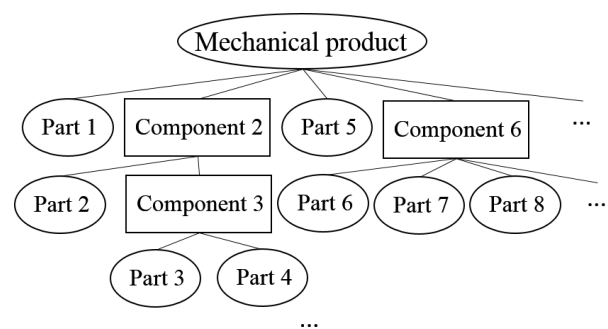 Mechanical product
Part 1
Component 2
Part 5
Component 6
...
Part 2
Component 3
Part 6
Part 7
Part 8
...
Part 3
Part 4
...